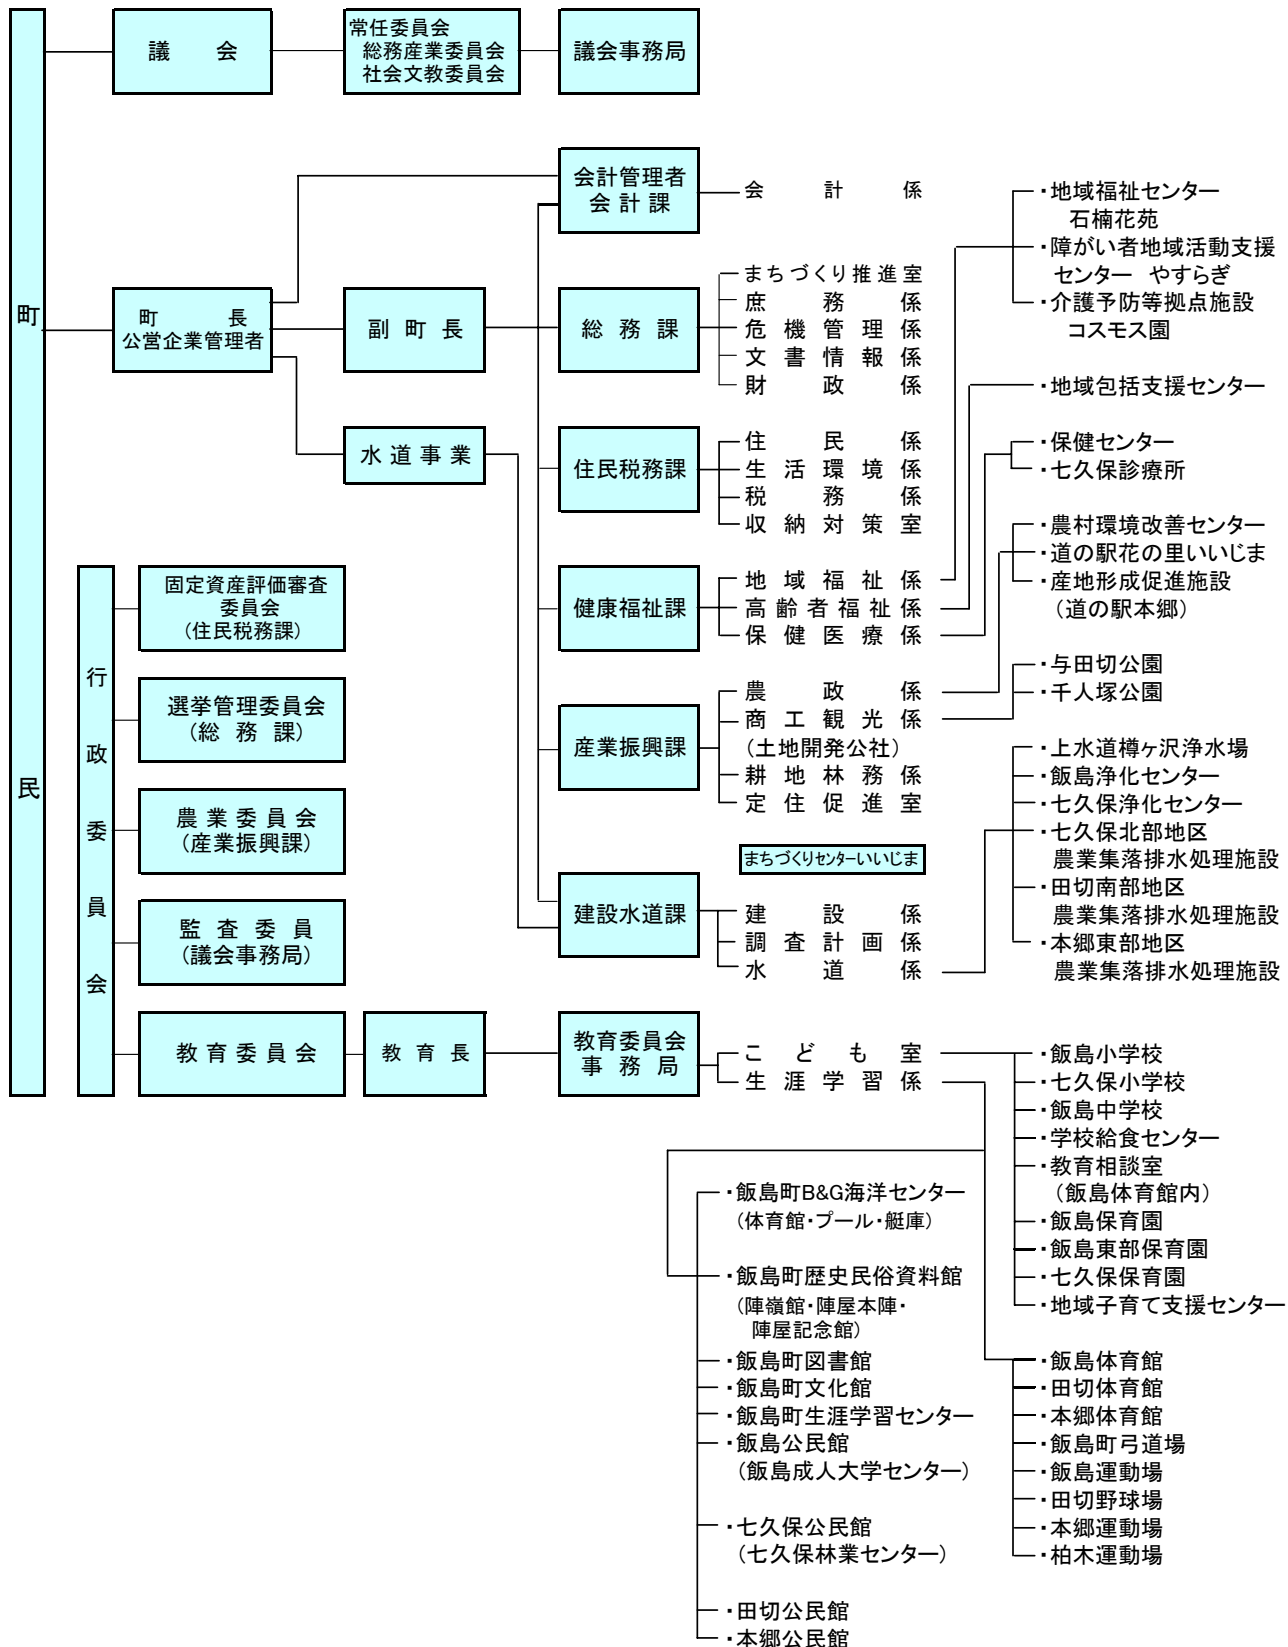 町民
議会
常任委員会
総務産業委員会
社会文教委員会
議会事務局
町長
公営企業管理者
副町長
水道事業
会計管理者
会計課
会計係
総務課
まちづくり推進室
庶務係
危機管理係
文書情報係
財政係
住民税務課
住民係
生活環境係
税務係
収納対策室
健康福祉課
地域福祉係
高齢者福祉係
保健医療係
産業振興課
農政係
商工観光係
(土地開発公社)
耕地林務係
定住促進室
まちづくりセンターいいじま
建設水道課
建設係
調査計画係
水道係
・地域福祉センター
石楠花苑
・障がい者地域活動支援
センター やすらぎ
・介護予防等拠点施設
コスモス園
・地域包括支援センター
・保健センター
・七久保診療所
・農村環境改善センター
・道の駅花の里いいじま
・産地形成促進施設
(道の駅本郷)
・与田切公園
・千人塚公園
・上水道樽ヶ沢浄水場
・飯島浄化センター
・七久保浄化センター
・七久保北部地区
農業集落排水処理施設
・田切南部地区
農業集落排水処理施設
・本郷東部地区
農業集落排水処理施設
行政委員会
固定資産評価審査
委員会
(住民税務課)
選挙管理委員会
(総務課)
農業委員会
(産業振興課)
監査委員
(議会事務局)
教育委員会
教育長
教育委員会
事務局
こども室
生涯学習係
・飯島小学校
・七久保小学校
・飯島中学校
・学校給食センター
・教育相談室
(飯島体育館内)
・飯島保育園
・飯島東部保育園
・七久保保育園
・地域子育て支援センター
・飯島町B&G海洋センター
(体育館・プール・艇庫)
・飯島町歴史民俗資料館
(陣嶺館・陣屋本陣・
陣屋記念館)
・飯島町図書館
・飯島町文化館
・飯島町生涯学習センター
・飯島公民館
(飯島成人大学センター)
・七久保公民館
(七久保林業センター)
・田切公民館
・本郷公民館
・飯島体育館
・田切体育館
・本郷体育館
・飯島町弓道場
・飯島運動場
・田切野球場
・本郷運動場
・柏木運動場